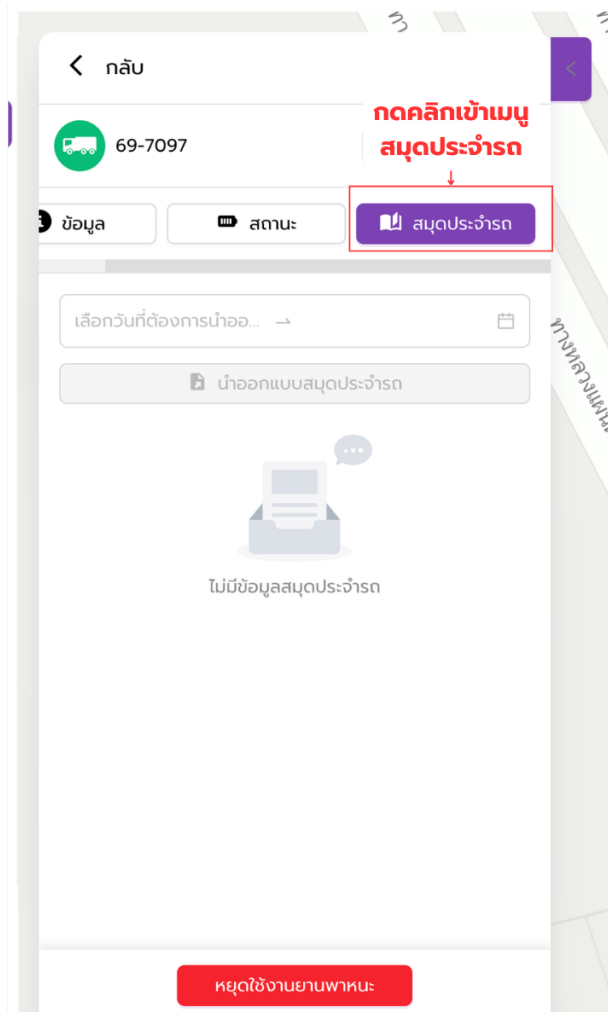 กลับ
กดคลิกเข้าเมนู
สมุดประจำรถ
69-7097
ข้อมูล
สถานะ
สมุดประจำรถ
เลือกวันที่ต้องการนำออ...
นำออกแบบสมุดประจำรถ
ไม่มีข้อมูลสมุดประจำรถ
หยุดใช้งานยานพาหนะ